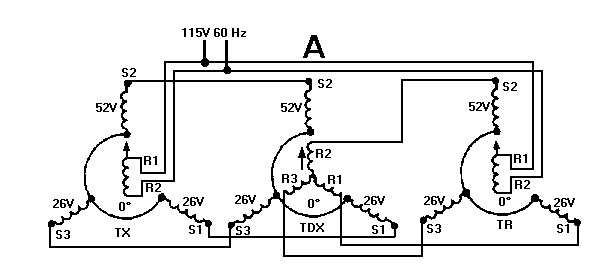 115V 60 Hz
A
S2 S2 S2
52V 52V 52V
R1 R2 R1
R2 R3 R1 R2
26V 0° 26V 26V 0° 26V 26V 0° 26V
S3 TX S1 S3 TDX S1 S3 TR S1